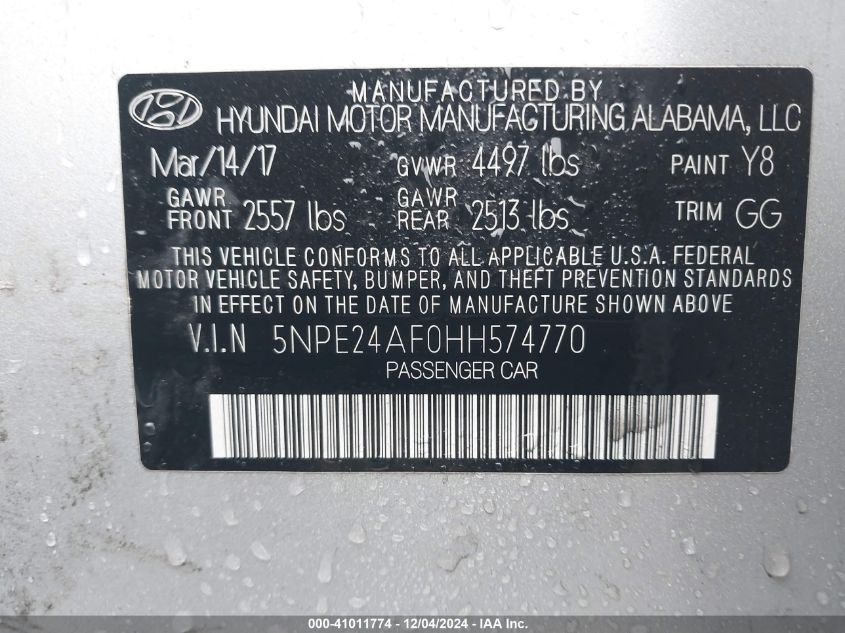 MANUFACTURED BY
HYUNDAI MOTOR MANUFACTURING ALABAMA, LLC
Mar/14/17 GVWR 4497 lbs PAINT Y8
GAWR FRONT 2557 lbs GAWR REAR 2513 lbs TRIM GG
THIS VEHICLE CONFORMS TO ALL APPLICABLE U.S.A. FEDERAL
MOTOR VEHICLE SAFETY, BUMPER, AND THEFT PREVENTION STANDARDS
IN EFFECT ON THE DATE OF MANUFACTURE SHOWN ABOVE.
V.I.N 5NPE24AF0HH574770
PASSENGER CAR
000-41011774 - 12/04/2024 - IAA Inc.